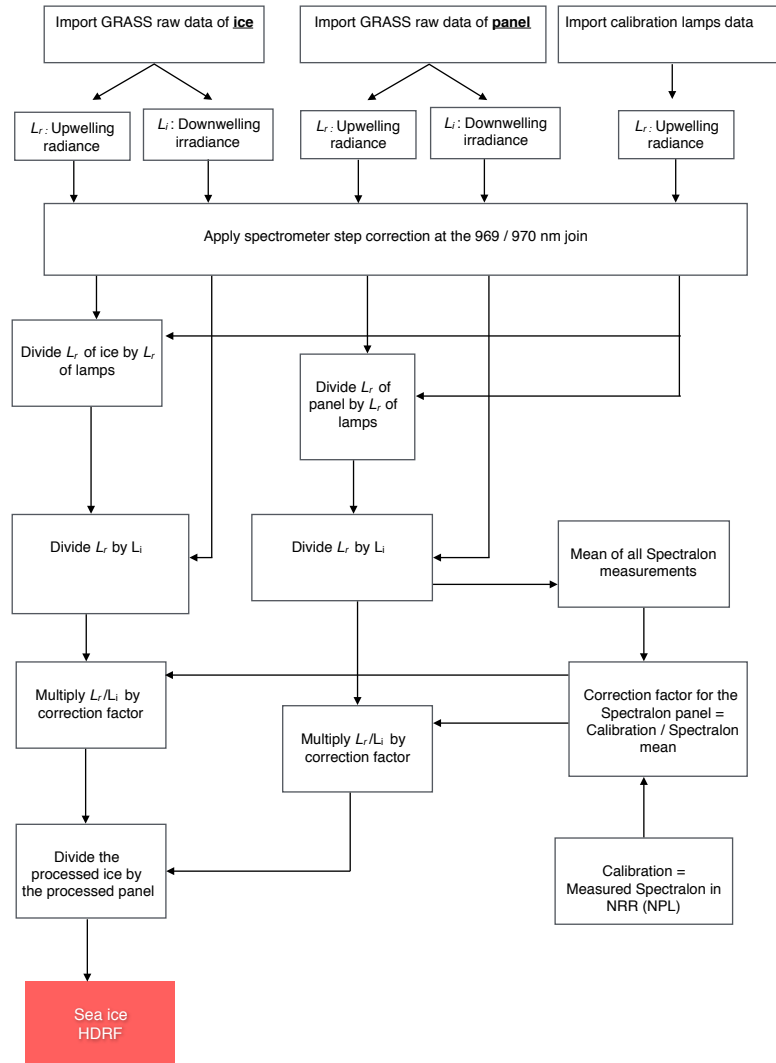 Import GRASS raw data of ice
Import GRASS raw data of panel
Import calibration lamps data
Lr : Upwelling
radiance
Li : Downwelling
irradiance
Lr : Upwelling
radiance
Li : Downwelling
irradiance
Lr : Upwelling
radiance
Apply spectrometer step correction at the 969 / 970 nm join
Divide Lr of ice by Lr
of lamps
Divide Lr of
panel by Lr of
lamps
Divide Lr by Li
Divide Lr by Li
Mean of all Spectralon
measurements
Multiply Lr/Li by
correction factor
Multiply Lr/Li by
correction factor
Correction factor for the
Spectralon panel =
Calibration / Spectralon
mean
Divide the
processed ice by
the processed panel
Calibration =
Measured Spectralon in
NRR (NPL)
Sea ice
HDRF